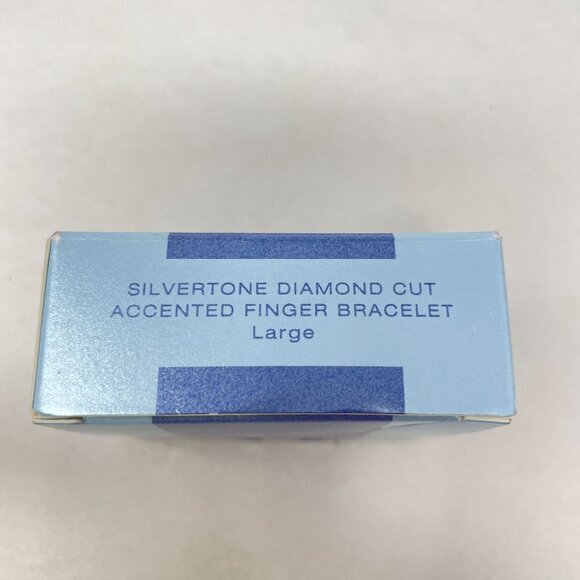 SILVERTONE DIAMOND CUT
ACCENTED FINGER BRACELET
Large